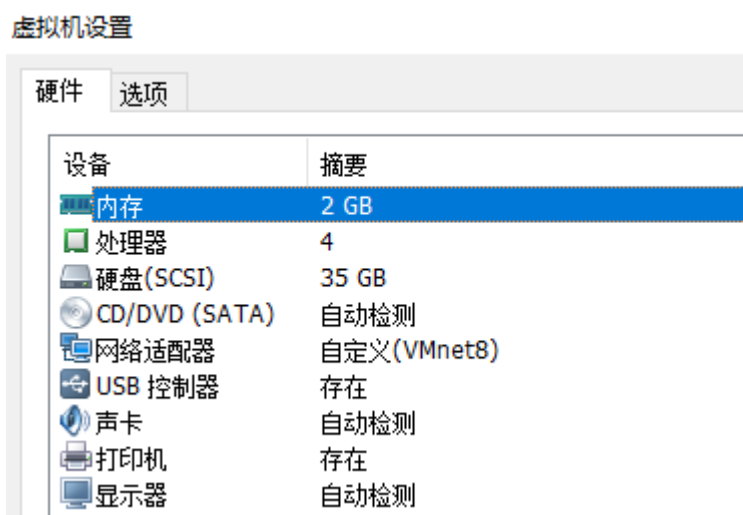 虚拟机设置
硬件 选项
设备 摘要
内存 2 GB
处理器 4
硬盘(SCSI) 35 GB
CD/DVD (SATA) 自动检测
网络适配器 自定义(VMnet8)
USB 控制器 存在
声卡 自动检测
打印机 存在
显示器 自动检测